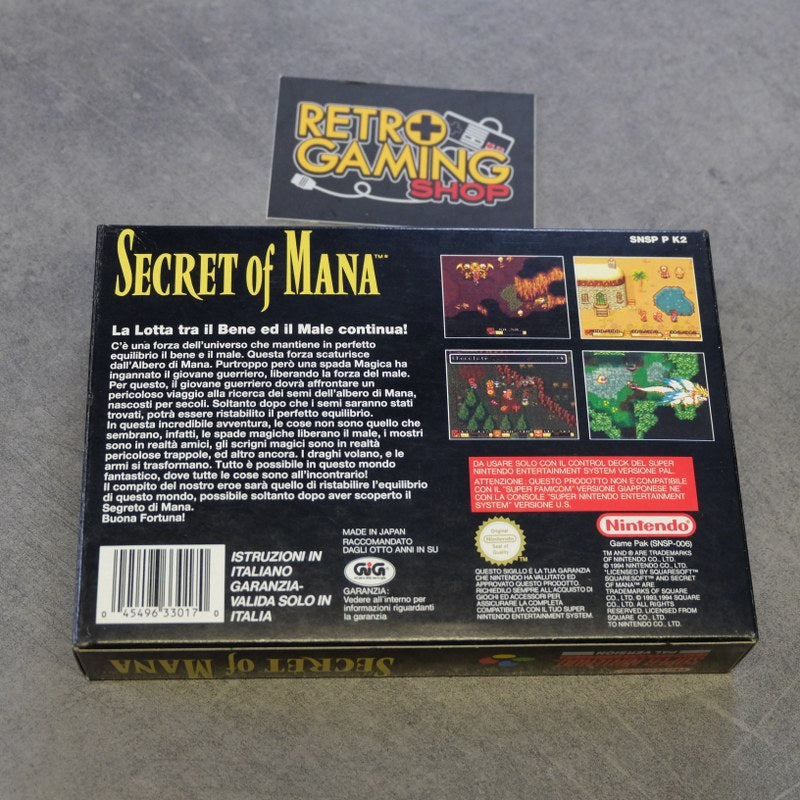 RETRO
GAMING
SHOP
SECRET of MANA™*
SNSP P K2
La Lotta tra il Bene ed il Male continua!
C'è una forza dell'universo che mantiene in perfetto
equilibrio il bene e il male. Questa forza scaturisce
dall'Albero di Mana. Purtroppo però una spada Magica ha
ingannato il giovane guerriero, liberando la forza del male.
Per questo, il giovane guerriero dovrà affrontare un
pericoloso viaggio alla ricerca dei semi dell'albero di Mana,
nascosti per secoli. Soltanto dopo che i semi saranno stati
trovati, potrà essere ristabilito il perfetto equilibrio.
In questa incredibile avventura, le cose non sono quello che
sembrano, infatti, le spade magiche liberano il male, i mostri
sono in realtà amici, gli scrigni magici sono in realtà
pericolose trappole, ed altro ancora. I draghi volano, e le
armi si trasformano. Tutto è possibile in questo mondo
fantastico, dove tutte le cose sono all'incontrario!
Il compito del nostro eroe sarà quello di ristabilire l'equilibrio
di questo mondo, possibile soltanto dopo aver scoperto il
Segreto di Mana.
Buona Fortuna!
Chocolate
DA USARE SOLO CON IL CONTROL DECK DEL SUPER
NINTENDO ENTERTAINMENT SYSTEM VERSIONE PAL.
ATTENZIONE: QUESTO PRODOTTO NON E'COMPATIBILE
CON IL "SUPER FAMICOM" VERSIONE GIAPPONESE NE'
CON LA CONSOLE "SUPER NINTENDO ENTERTAINMENT
SYSTEM" VERSIONE U.S.
0 45496 33017 0
ISTRUZIONI IN
ITALIANO
GARANZIA-
VALIDA SOLO IN
ITALIA
MADE IN JAPAN
RACCOMANDATO
DAGLI OTTO ANNI IN SU
GiG
GARANZIA:
Vedere all'interno per
informazioni riguardanti
la garanzia
Original
Nintendo
Seal of
Quality
QUESTO SIGILLO È LA TUA GARANZIA
CHE NINTENDO HA VALUTATO ED
APPROVATO QUESTO PRODOTTO.
RICHIEDILO SEMPRE ALL'ACQUISTO DI
GIOCHI ED ACCESSORI PER
ASSICURARE LA COMPLETA
COMPATIBILITÀ CON IL TUO SUPER
NINTENDO ENTERTAINMENT SYSTEM
Nintendo®
Game Pak (SNSP-006)
TM AND ® ARE TRADEMARKS
OF NINTENDO CO., LTD.
© 1994 NINTENDO CO., LTD.
*LICENSED BY SQUARESOFT™
SQUARESOFT™ AND SECRET
OF MANA™ ARE
TRADEMARKS OF SQUARE
CO., LTD. © 1993,1994 SQUARE
CO., LTD. ALL RIGHTS
RESERVED. LICENSED FROM
SQUARE CO., LTD.
TO NINTENDO CO., LTD.
SECRET of MANA